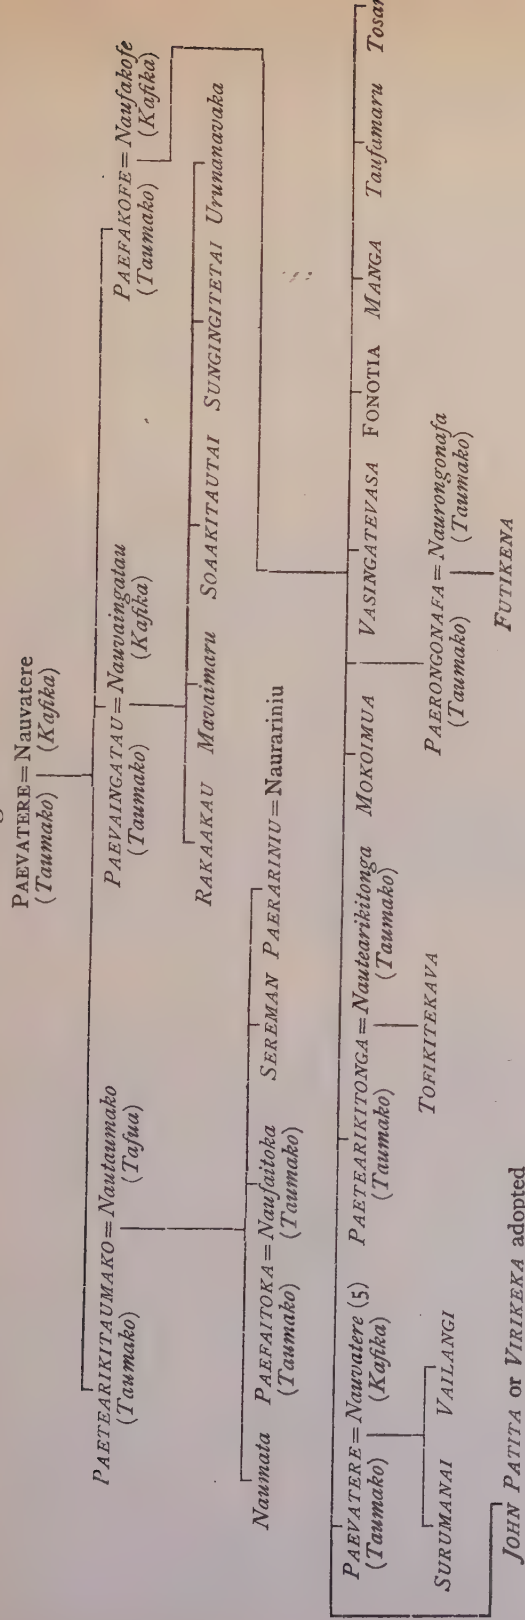 PAEVATERE=Nauvatere
(Taumako) (Kafika)
PAETEARIKITAUMAKO=Nautaumako PAEVAINGATAU=Nauvaingatau PAEFAKOFE=Naufakofe
(Taumako) (Tafua) (Taumako) (Kafika) (Taumako) (Kafika)
RAKAAKAU Mavaimaru SOAAKITAUTAI SUNGINGITETAI Urunanavaka
Naumata PAEFAITOKA=Naufaitoka SEREMAN PAERARINIU=Naurariniu
(Taumako) (Taumako)
PAEVATERE=Nauvatere (5) PAETEARIKITONGA=Nautearikitonga MOKOIMUA VASINGATEVASA FONOTIA MANGA Taufamaru
(Taumako) (Kafika) (Taumako) (Taumako)
PAERONGONAFA=Naurongonafa
(Taumako) (Taumako)
SURUMANAI VAILANGI TOFIKITEKAVA
FUTIKENA
JOHN PATITA or VIRIKEKA adopted